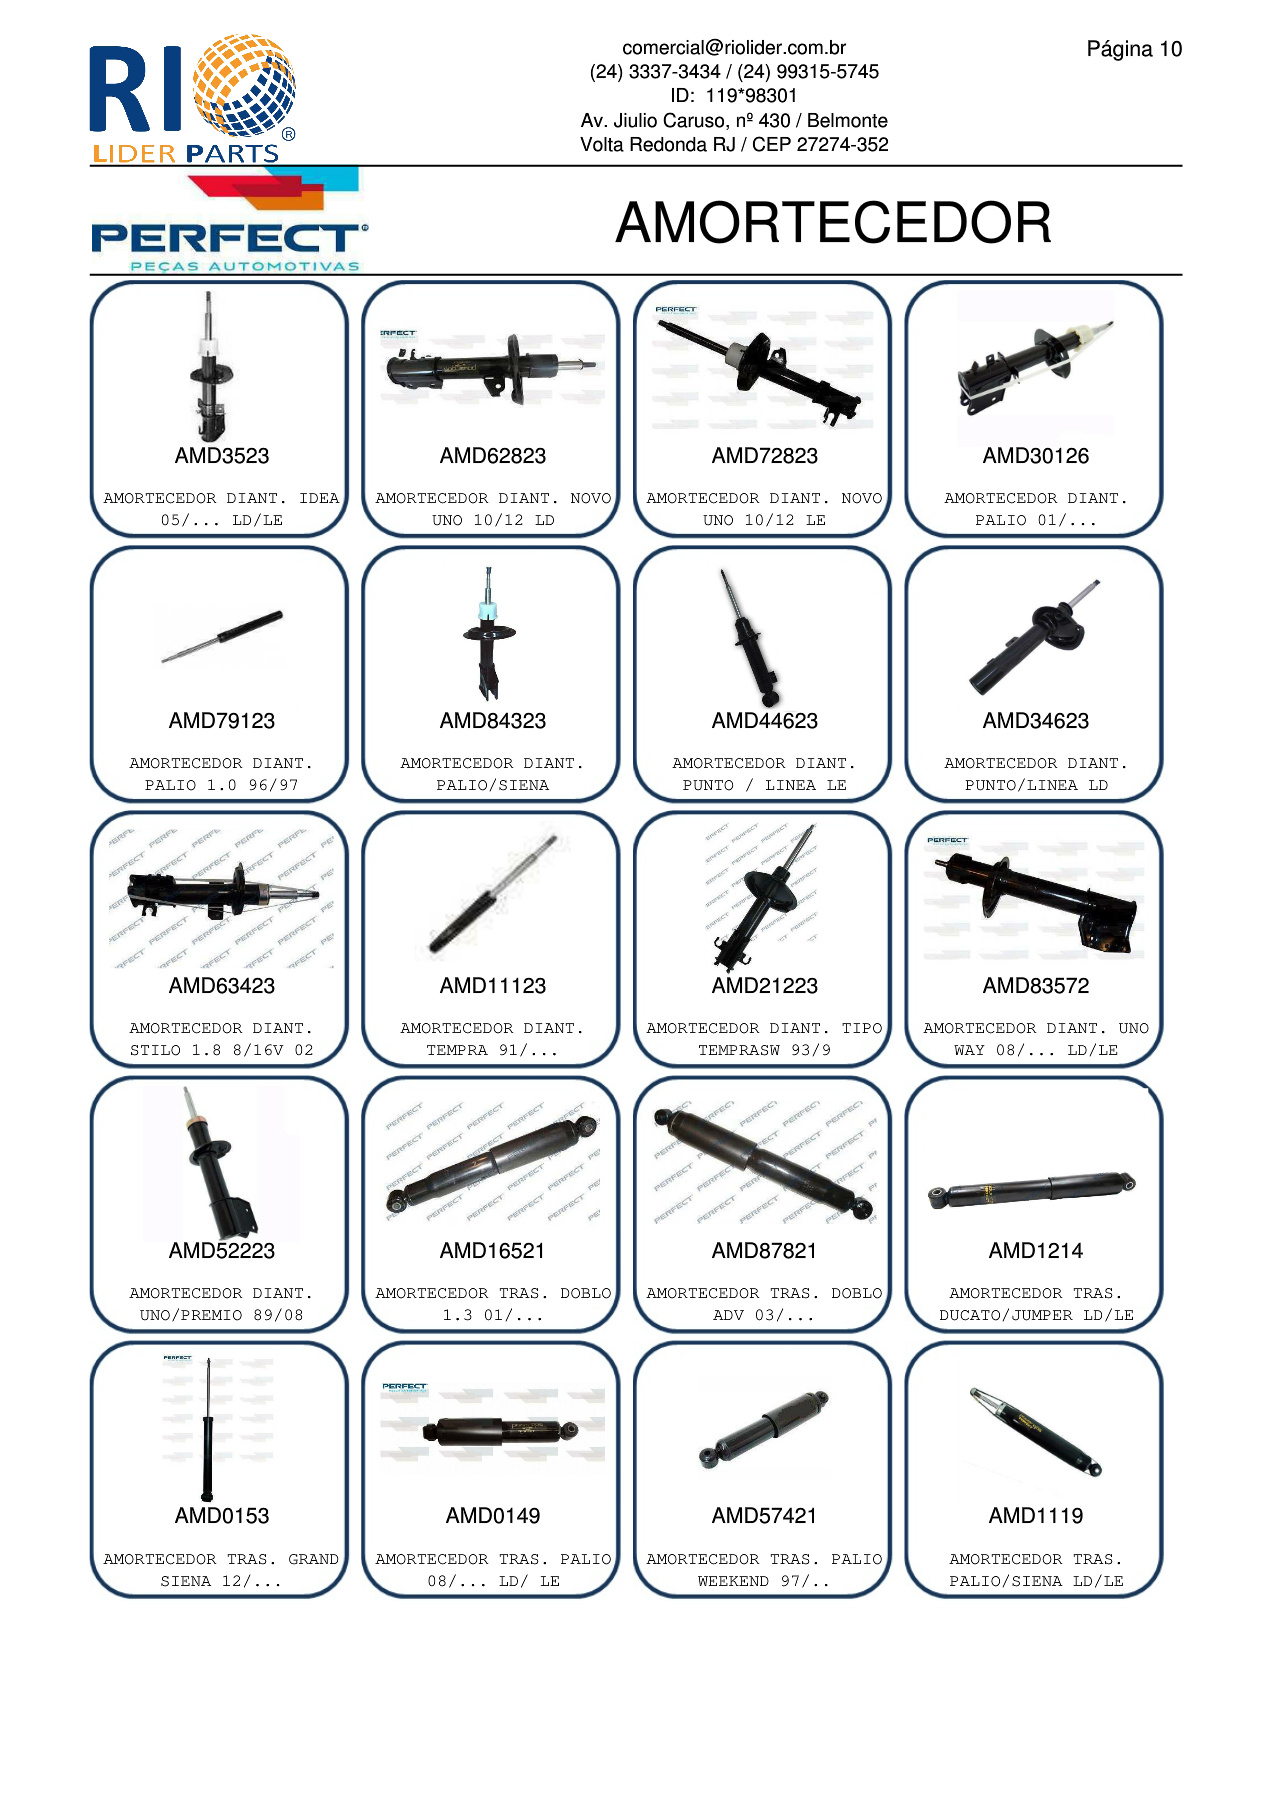 RIO
LIDER PARTS
comercial@riolider.com.br
(24) 3337-3434 / (24) 99315-5745
ID: 119*98301
Av. Jiulio Caruso, nº 430 / Belmonte
Volta Redonda RJ / CEP 27274-352
Página 10
PERFECT
PEÇAS AUTOMOTIVAS
AMORTECEDOR
AMD3523
AMORTECEDOR DIANT. IDEA
05/... LD/LE
AMD62823
AMORTECEDOR DIANT. NOVO
UNO 10/12 LD
AMD72823
AMORTECEDOR DIANT. NOVO
UNO 10/12 LE
AMD30126
AMORTECEDOR DIANT.
PALIO 01/...
AMD79123
AMORTECEDOR DIANT.
PALIO 1.0 96/97
AMD84323
AMORTECEDOR DIANT.
PALIO/SIENA
AMD44623
AMORTECEDOR DIANT.
PUNTO / LINEA LE
AMD34623
AMORTECEDOR DIANT.
PUNTO/LINEA LD
AMD63423
AMORTECEDOR DIANT.
STILO 1.8 8/16V 02
AMD11123
AMORTECEDOR DIANT.
TEMPRA 91/...
AMD21223
AMORTECEDOR DIANT. TIPO
TEMPRASW 93/9
AMD83572
AMORTECEDOR DIANT. UNO
WAY 08/... LD/LE
AMD52223
AMORTECEDOR DIANT.
UNO/PREMIO 89/08
AMD16521
AMORTECEDOR TRAS. DOBLO
1.3 01/...
AMD87821
AMORTECEDOR TRAS. DOBLO
ADV 03/...
AMD1214
AMORTECEDOR TRAS.
DUCATO/JUMPER LD/LE
AMD0153
AMORTECEDOR TRAS. GRAND
SIENA 12/...
AMD0149
AMORTECEDOR TRAS. PALIO
08/... LD/ LE
AMD57421
AMORTECEDOR TRAS. PALIO
WEEKEND 97/..
AMD1119
AMORTECEDOR TRAS.
PALIO/SIENA LD/LE